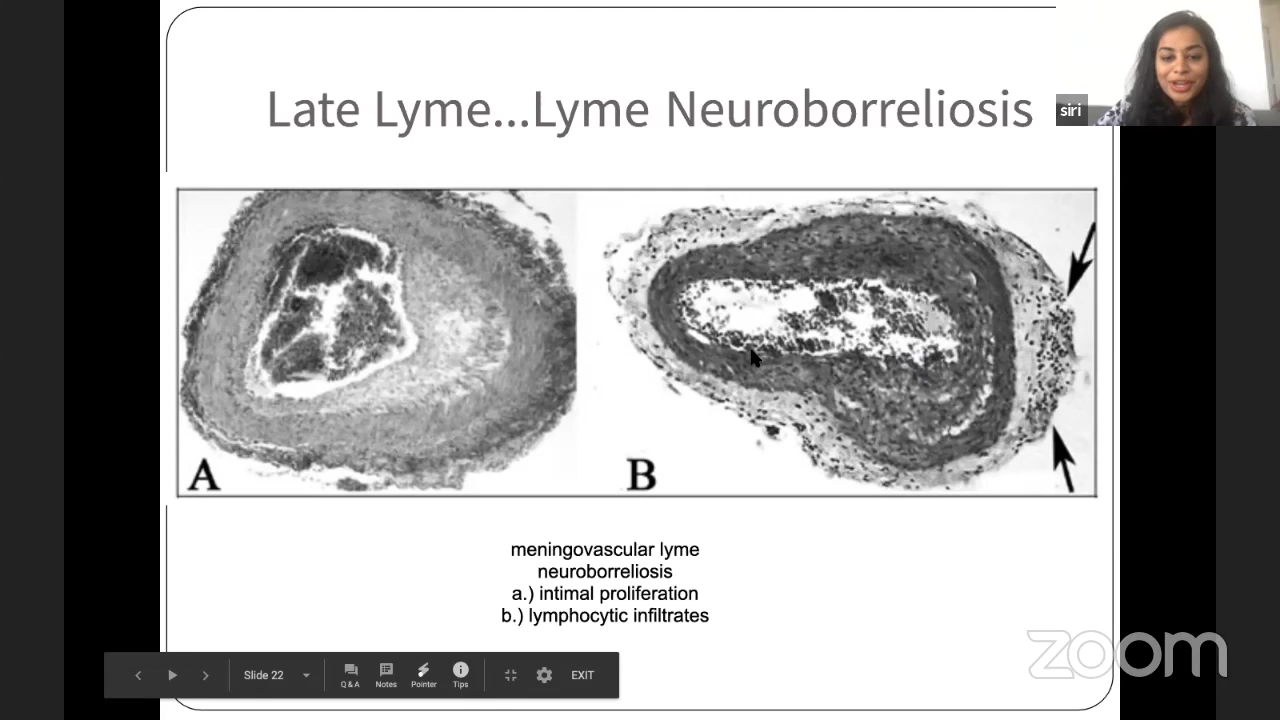 Late Lyme...Lyme Neuroborreliosis
siri
A
B
meningovascular lyme
neuroborreliosis
a.) intimal proliferation
b.) lymphocytic infiltrates
Slide 22
Q & A
Notes
Pointer
Tips
EXIT
zoom